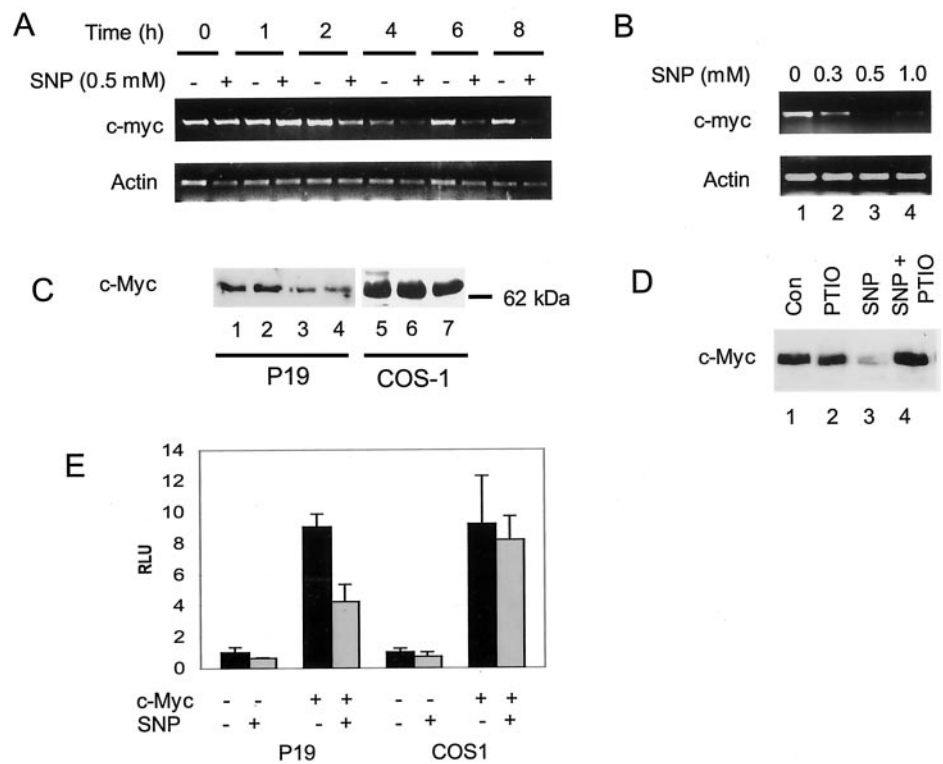 A
Time (h) 0 1 2 4 6 8
SNP (0.5 mM) - + - + - + - + - + - +
c-myc
Actin
B
SNP (mM) 0 0.3 0.5 1.0
c-myc
Actin
1 2 3 4
C
c-Myc
62 kDa
1 2 3 4 5 6 7
P19 COS-1
D
Con PTIO SNP SNP + PTIO
c-Myc
1 2 3 4
E
14
12
10
8
6
4
2
0
RLU
c-Myc - - + + - - + +
SNP - + - + - + - +
P19 COS1